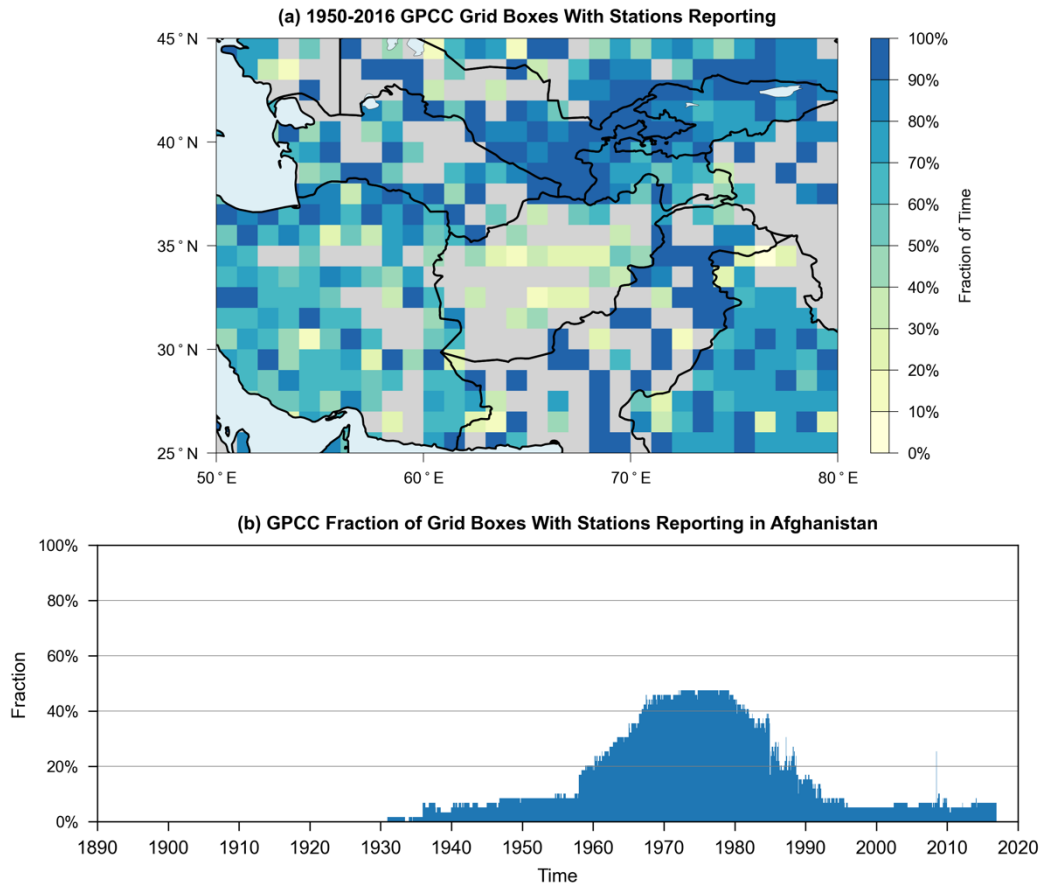 (a) 1950-2016 GPCC Grid Boxes With Stations Reporting
45°N
40°N
35°N
30°N
25°N
50°E 60°E 70°E 80°E
100%
90%
80%
70%
60%
50%
40%
30%
20%
10%
0%
Fraction of Time
(b) GPCC Fraction of Grid Boxes With Stations Reporting in Afghanistan
100%
80%
60%
40%
20%
0%
Fraction
1890 1900 1910 1920 1930 1940 1950 1960 1970 1980 1990 2000 2010 2020
Time